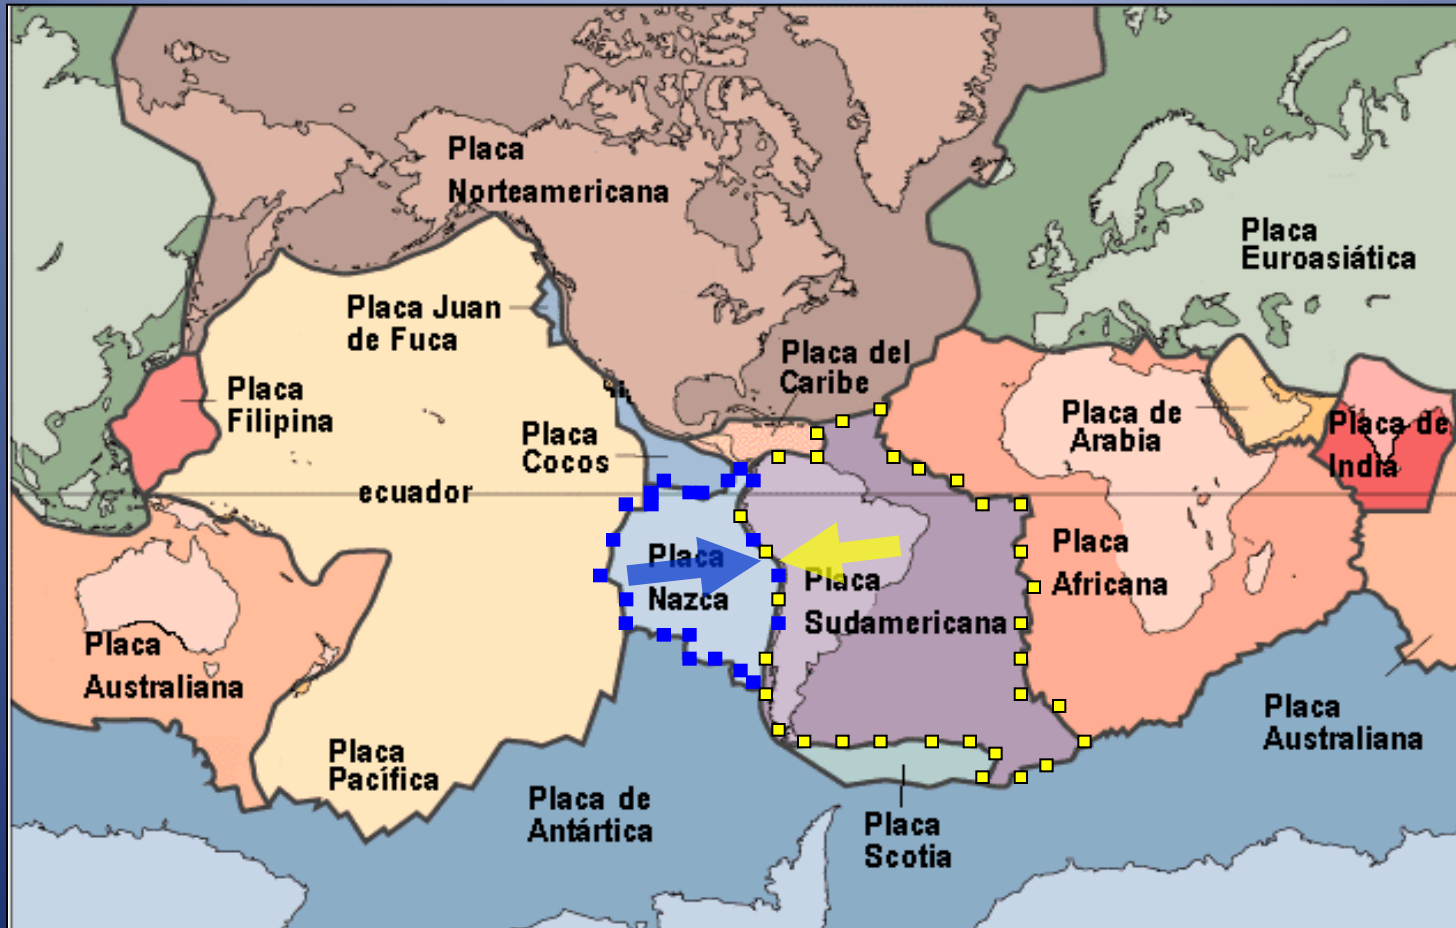 Placa
Norteamericana
Placa
Euroasiática
Placa Juan
de Fuca
Placa del
Caribe
Placa
Filipina
Placa de
Arabia
Placa de
India
Placa
Cocos
ecuador
Placa
Nazca
Placa
Sudamericana
Placa
Africana
Placa
Australiana
Placa
Australiana
Placa
Pacífica
Placa de
Antártica
Placa
Scotia